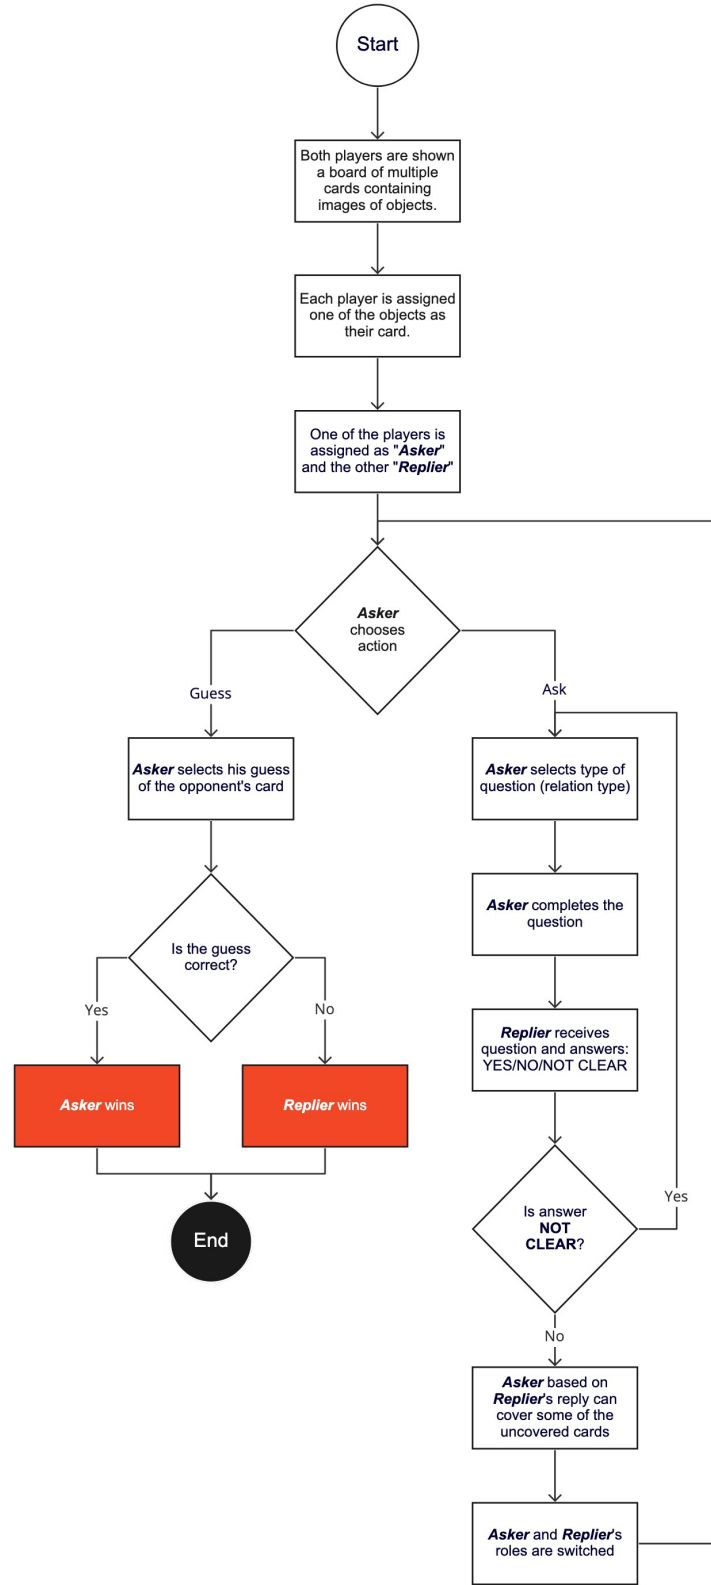 Start
Both players are shown
a board of multiple
cards containing
images of objects.
Each player is assigned
one of the objects as
their card.
One of the players is
assigned as "Asker"
and the other "Replier"
Asker
chooses
action
Guess
Ask
Asker selects his guess
of the opponent's card
Is the guess
correct?
Yes
No
Asker wins
Replier wins
End
Asker selects type of
question (relation type)
Asker completes the
question
Replier receives
question and answers:
YES/NO/NOT CLEAR
Is answer
NOT
CLEAR?
Yes
No
Asker based on
Replier's reply can
cover some of the
uncovered cards
Asker and Replier's
roles are switched